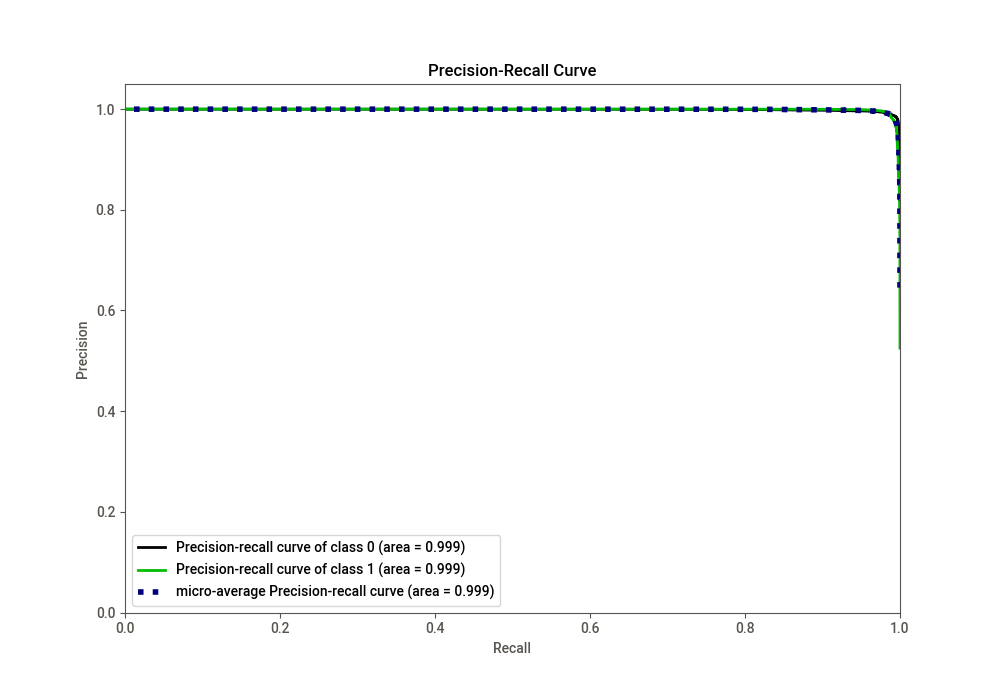 Precision-Recall Curve
1.0
0.8
0.6
0.4
0.2
0.0
Precision
Precision-recall curve of class 0 (area = 0.999)
Precision-recall curve of class 1 (area = 0.999)
micro-average Precision-recall curve (area = 0.999)
0.0 0.2 0.4 0.6 0.8 1.0
Recall